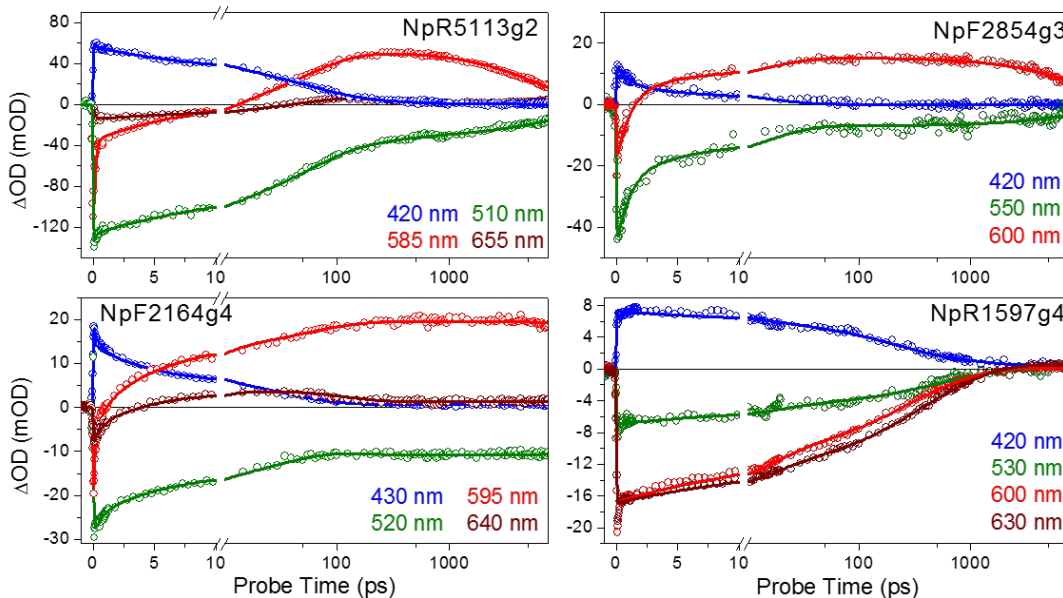 NpR5113g2
80
40
0
-40
-80
-120
ΔOD (mOD)
420 nm 510 nm
585 nm 655 nm
0 5 10 100 1000
NpF2854g3
20
0
-20
-40
ΔOD (mOD)
420 nm
550 nm
600 nm
0 5 10 100 1000
NpF2164g4
20
10
0
-10
-20
-30
ΔOD (mOD)
430 nm 595 nm
520 nm 640 nm
0 5 10 100 1000
Probe Time (ps)
NpR1597g4
8
4
0
-4
-8
-12
-16
-20
ΔOD (mOD)
420 nm
530 nm
600 nm
630 nm
0 5 10 100 1000
Probe Time (ps)